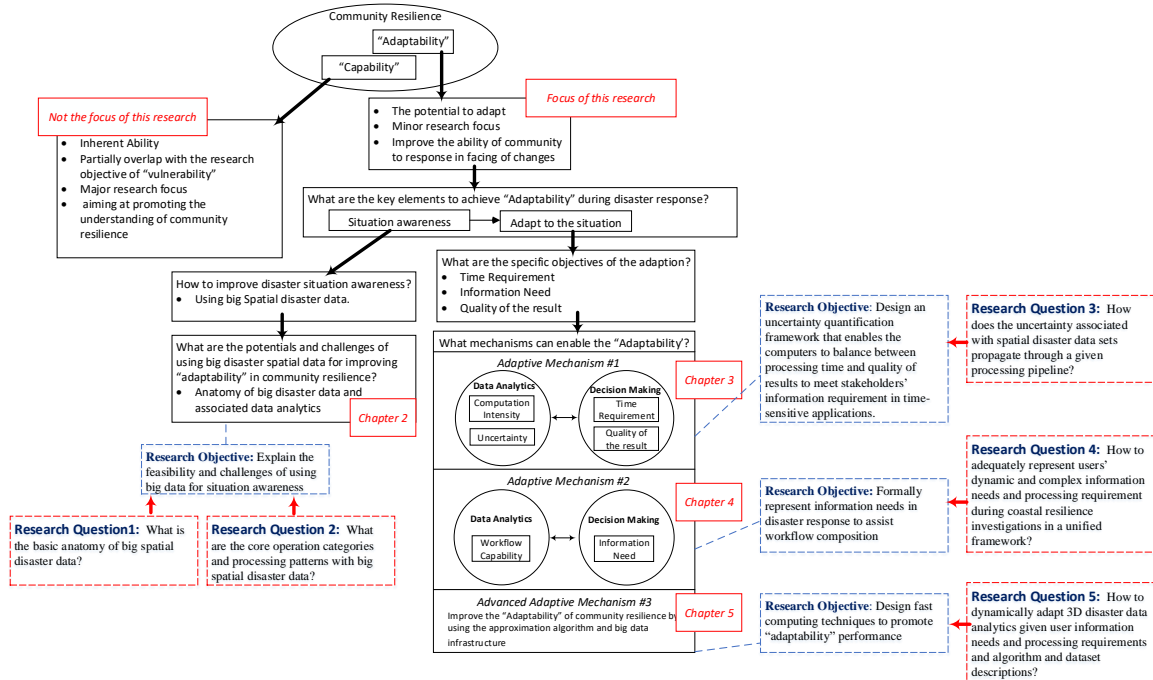 Community Resilience
“Adaptability”
“Capability”
Not the focus of this research
• Inherent Ability
• Partially overlap with the research
objective of “vulnerability”
• Major research focus
• aiming at promoting the
understanding of community
resilience
Focus of this research
• The potential to adapt
• Minor research focus
• Improve the ability of community
to response in facing of changes
What are the key elements to achieve “Adaptability” during disaster response?
Situation awareness
Adapt to the situation
How to improve disaster situation awareness?
• Using big Spatial disaster data.
What are the specific objectives of the adaption?
• Time Requirement
• Information Need
• Quality of the result
What are the potentials and challenges of
using big disaster spatial data for improving
“adaptability” in community resilience?
• Anatomy of big disaster data and
associated data analytics
Chapter 2
Research Objective: Explain the
feasibility and challenges of using
big data for situation awareness
Research Question1: What is
the basic anatomy of big spatial
disaster data?
Research Question 2: What
are the core operation categories
and processing patterns with big
spatial disaster data?
What mechanisms can enable the “Adaptability’?
Adaptive Mechanism #1
Chapter 3
Data Analytics
Computation
Intensity
Uncertainty
Decision Making
Time
Requirement
Quality of
the result
Adaptive Mechanism #2
Chapter 4
Data Analytics
Workflow
Capability
Decision Making
Information
Need
Advanced Adaptive Mechanism #3
Chapter 5
Improve the “Adaptability” of community resilience by
using the approximation algorithm and big data
infrastructure
Research Objective: Design an
uncertainty quantification
framework that enables the
computers to balance between
processing time and quality of
results to meet stakeholders’
information requirement in time-
sensitive applications.
Research Question 3: How
does the uncertainty associated
with spatial disaster data sets
propagate through a given
processing pipeline?
Research Objective: Formally
represent information needs in
disaster response to assist
workflow composition
Research Question 4: How to
adequately represent users’
dynamic and complex information
needs and processing requirement
during coastal resilience
investigations in a unified
framework?
Research Objective: Design fast
computing techniques to promote
“adaptability” performance
Research Question 5: How to
dynamically adapt 3D disaster data
analytics given user information
needs and processing requirements
and algorithm and dataset
descriptions?